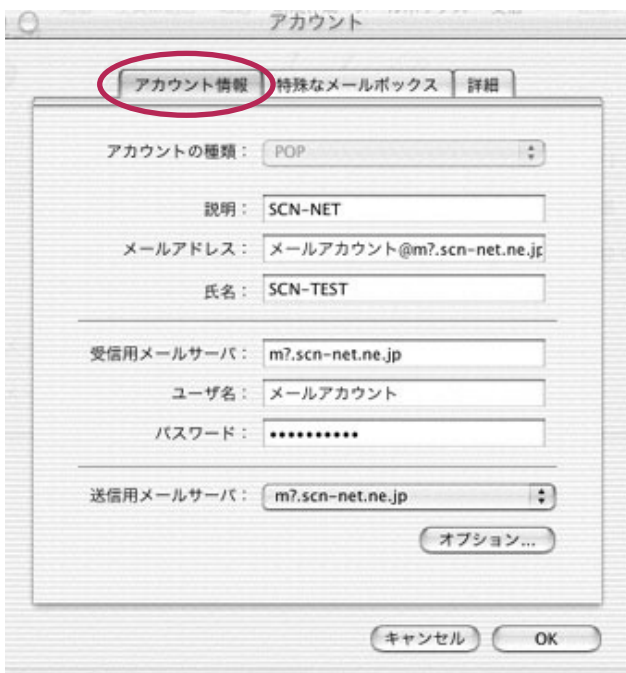 アカウント
アカウント情報 特殊なメールボックス 詳細
アカウントの種類： POP
説明： SCN-NET
メールアドレス： メールアカウント@m?.scn-net.ne.jp
氏名： SCN-TEST
受信用メールサーバ： m?.scn-net.ne.jp
ユーザ名： メールアカウント
パスワード： ••••••••••
送信用メールサーバ： m?.scn-net.ne.jp
オプション...
キャンセル OK